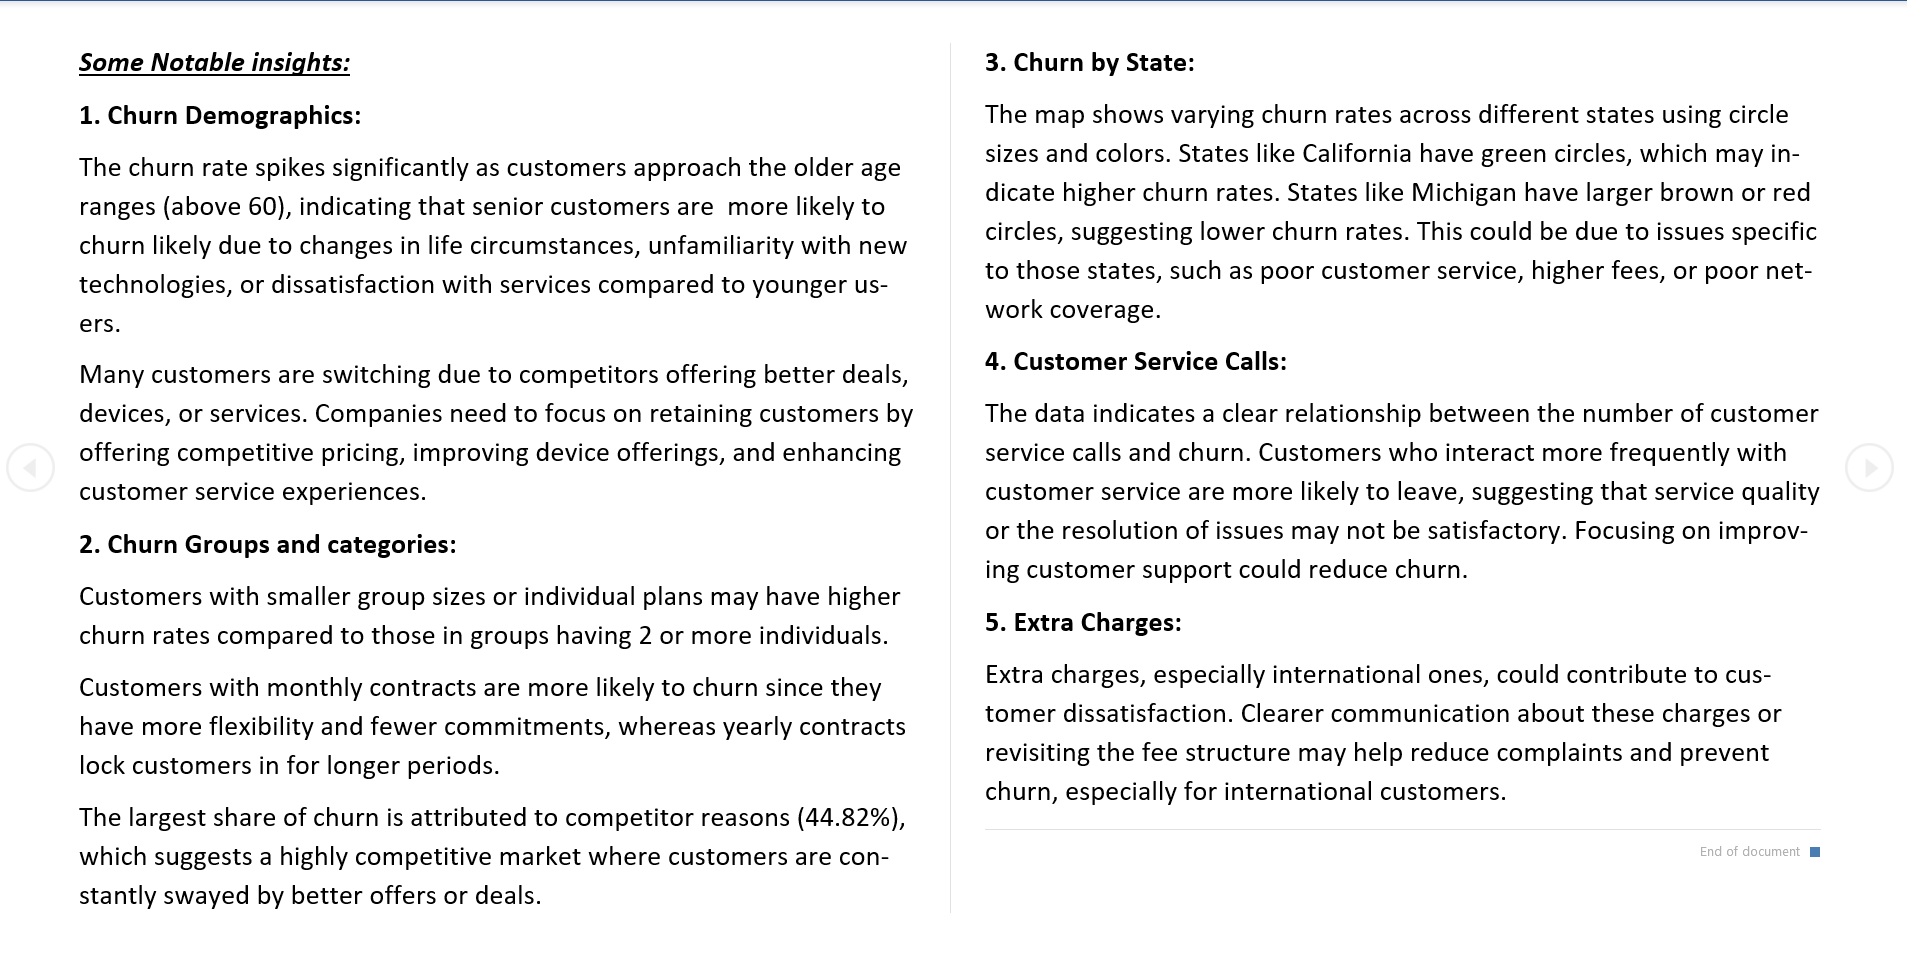 Some Notable insights:
1. Churn Demographics:
The churn rate spikes significantly as customers approach the older age
ranges (above 60), indicating that senior customers are  more likely to
churn likely due to changes in life circumstances, unfamiliarity with new
technologies, or dissatisfaction with services compared to younger us-
ers.
Many customers are switching due to competitors offering better deals,
devices, or services. Companies need to focus on retaining customers by
offering competitive pricing, improving device offerings, and enhancing
customer service experiences.
2. Churn Groups and categories:
Customers with smaller group sizes or individual plans may have higher
churn rates compared to those in groups having 2 or more individuals.
Customers with monthly contracts are more likely to churn since they
have more flexibility and fewer commitments, whereas yearly contracts
lock customers in for longer periods.
The largest share of churn is attributed to competitor reasons (44.82%),
which suggests a highly competitive market where customers are con-
stantly swayed by better offers or deals.
3. Churn by State:
The map shows varying churn rates across different states using circle
sizes and colors. States like California have green circles, which may in-
dicate higher churn rates. States like Michigan have larger brown or red
circles, suggesting lower churn rates. This could be due to issues specific
to those states, such as poor customer service, higher fees, or poor net-
work coverage.
4. Customer Service Calls:
The data indicates a clear relationship between the number of customer
service calls and churn. Customers who interact more frequently with
customer service are more likely to leave, suggesting that service quality
or the resolution of issues may not be satisfactory. Focusing on improv-
ing customer support could reduce churn.
5. Extra Charges:
Extra charges, especially international ones, could contribute to cus-
tomer dissatisfaction. Clearer communication about these charges or
revisiting the fee structure may help reduce complaints and prevent
churn, especially for international customers.
End of document